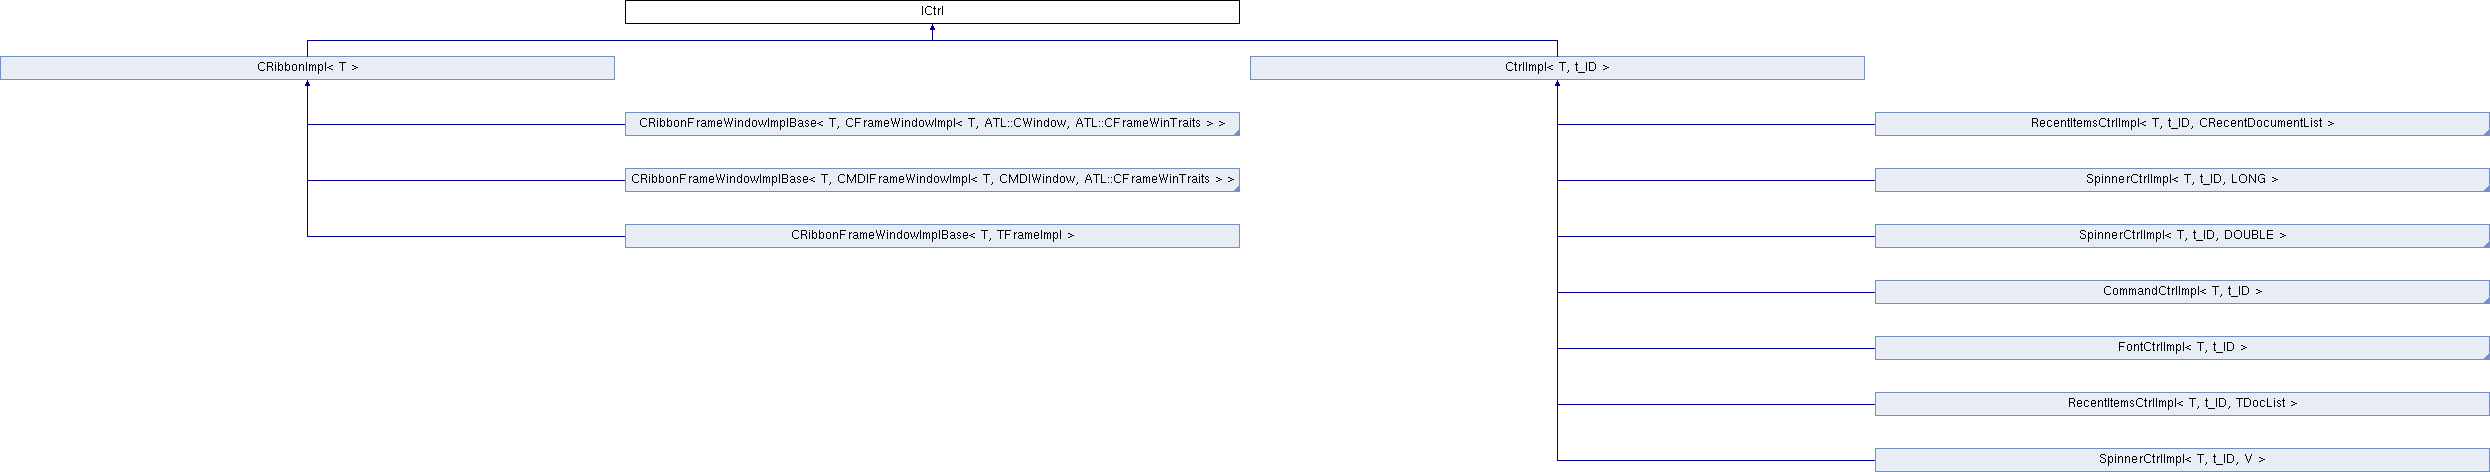 ICtrl
CRibbonImpl< T >
CtrlImpl< T, t_ID >
CRibbonFrameWindowImplBase< T, CFrameWindowImpl< T, ATL::CWindow, ATL::CFrameWinTraits > >
RecentItemsCtrlImpl< T, t_ID, CRecentDocumentList >
CRibbonFrameWindowImplBase< T, CMDIFrameWindowImpl< T, CMDIWindow, ATL::CFrameWinTraits > >
SpinnerCtrlImpl< T, t_ID, LONG >
CRibbonFrameWindowImplBase< T, TFrameImpl >
SpinnerCtrlImpl< T, t_ID, DOUBLE >
CommandCtrlImpl< T, t_ID >
FontCtrlImpl< T, t_ID >
RecentItemsCtrlImpl< T, t_ID, TDocList >
SpinnerCtrlImpl< T, t_ID, V >